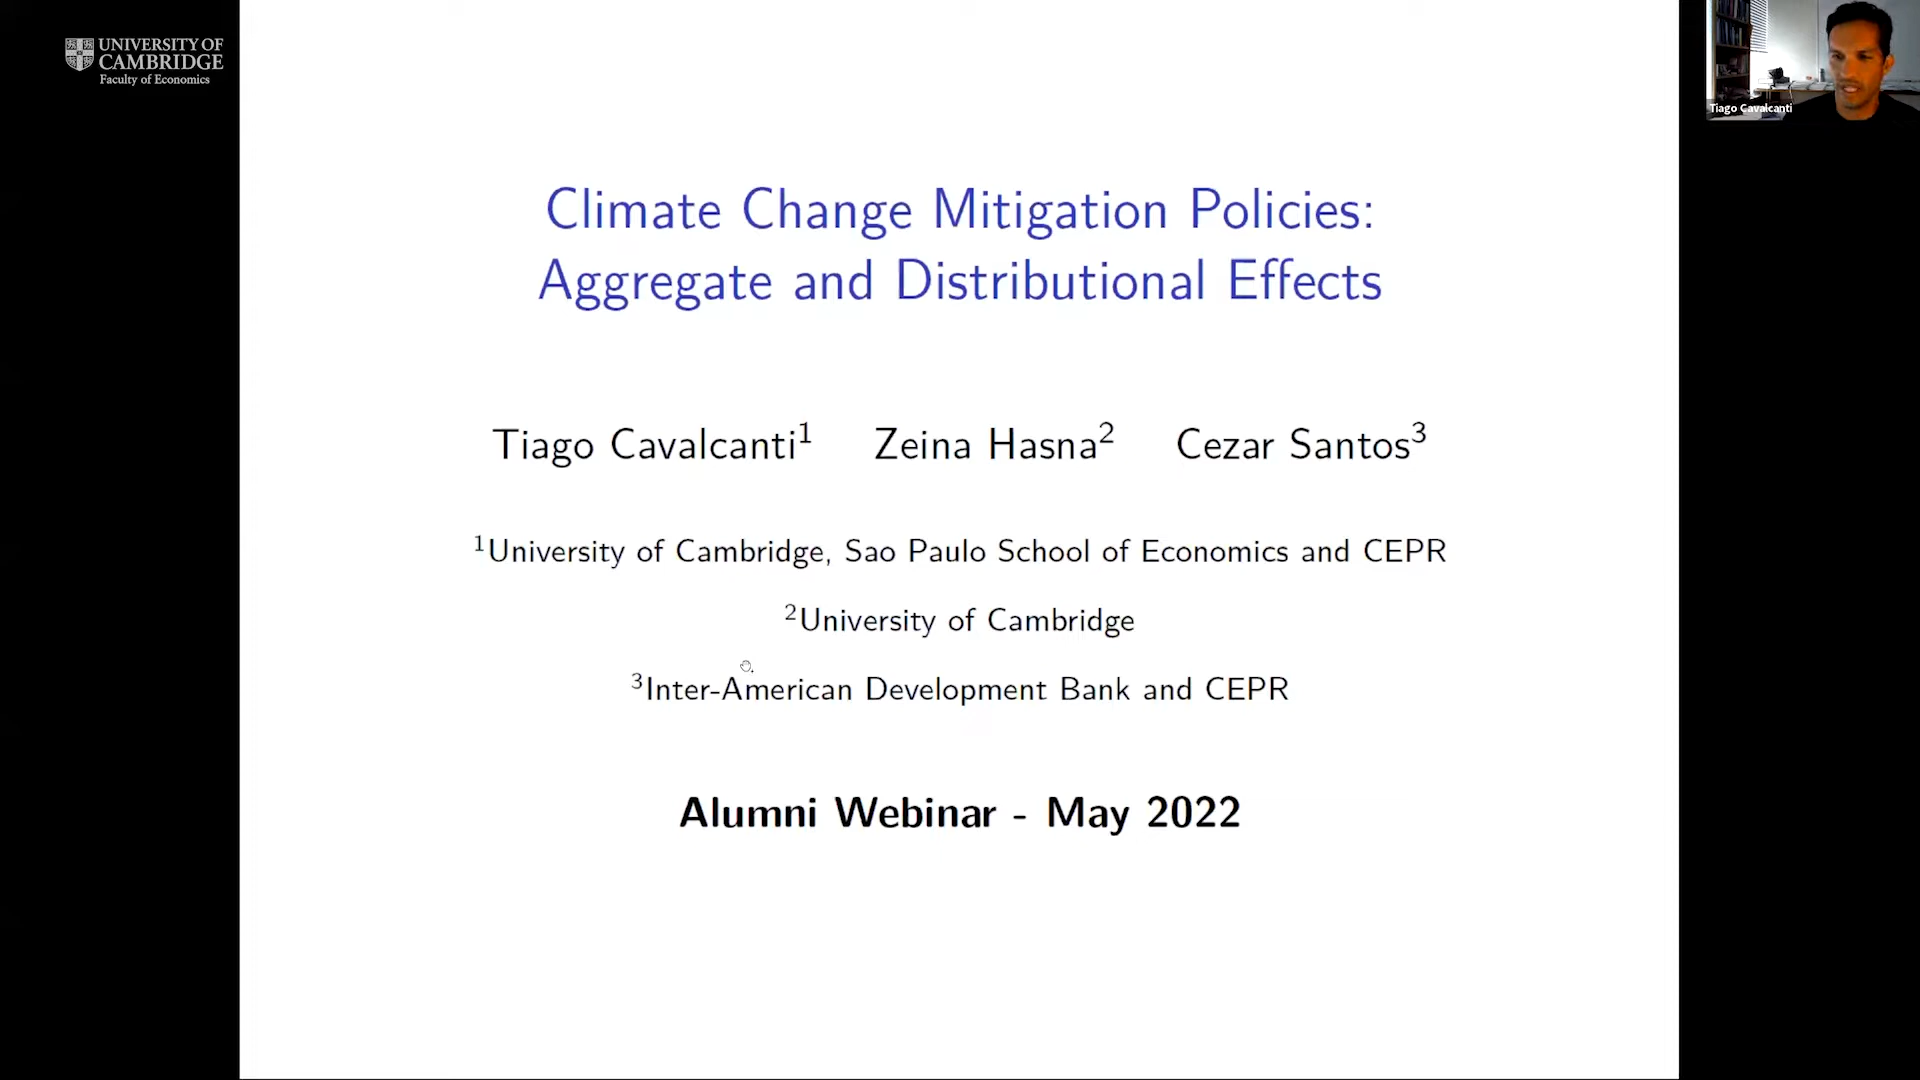 UNIVERSITY OF
CAMBRIDGE
Faculty of Economics
Tiago Cavalcanti
Climate Change Mitigation Policies:
Aggregate and Distributional Effects
Tiago Cavalcanti¹ Zeina Hasna² Cezar Santos³
¹University of Cambridge, Sao Paulo School of Economics and CEPR
²University of Cambridge
³Inter-American Development Bank and CEPR
Alumni Webinar - May 2022